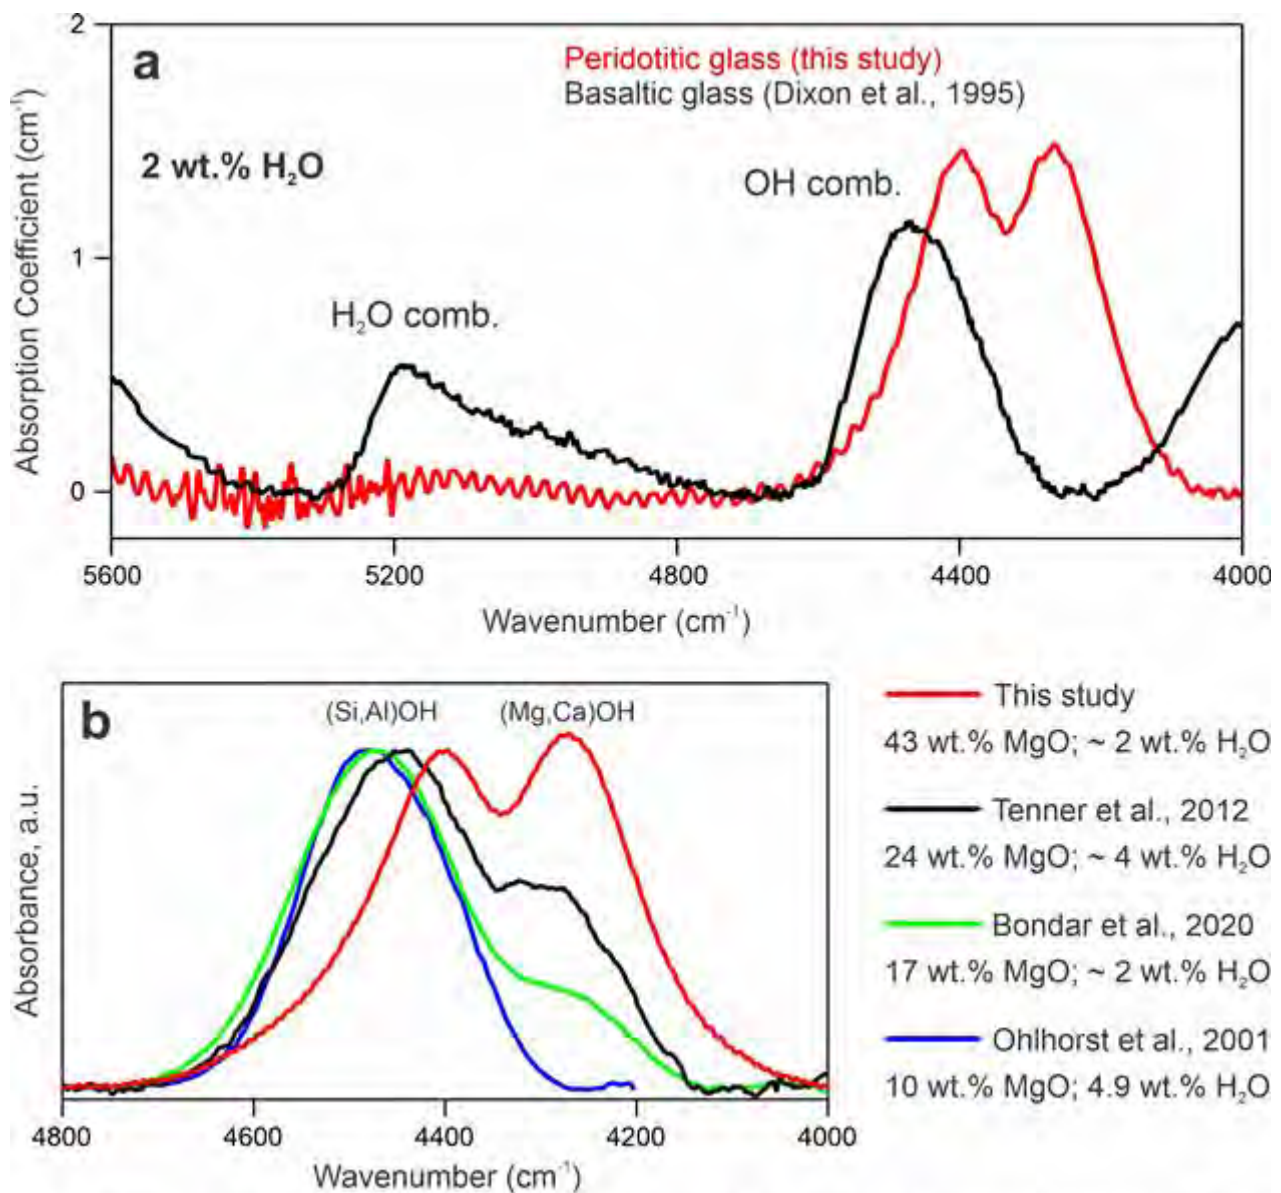 2
a
Peridotitic glass (this study)
Basaltic glass (Dixon et al., 1995)
2 wt.% H₂O
OH comb.
1
H₂O comb.
0
Absorption Coefficient (cm⁻¹)
5600 5200 4800 4400 4000
Wavenumber (cm⁻¹)
b
(Si,Al)OH (Mg,Ca)OH
Absorbance, a.u.
4800 4600 4400 4200 4000
Wavenumber (cm⁻¹)
This study
43 wt.% MgO; ~ 2 wt.% H₂O
Tenner et al., 2012
24 wt.% MgO; ~ 4 wt.% H₂O
Bondar et al., 2020
17 wt.% MgO; ~ 2 wt.% H₂O
Ohlhorst et al., 2001
10 wt.% MgO; 4.9 wt.% H₂O